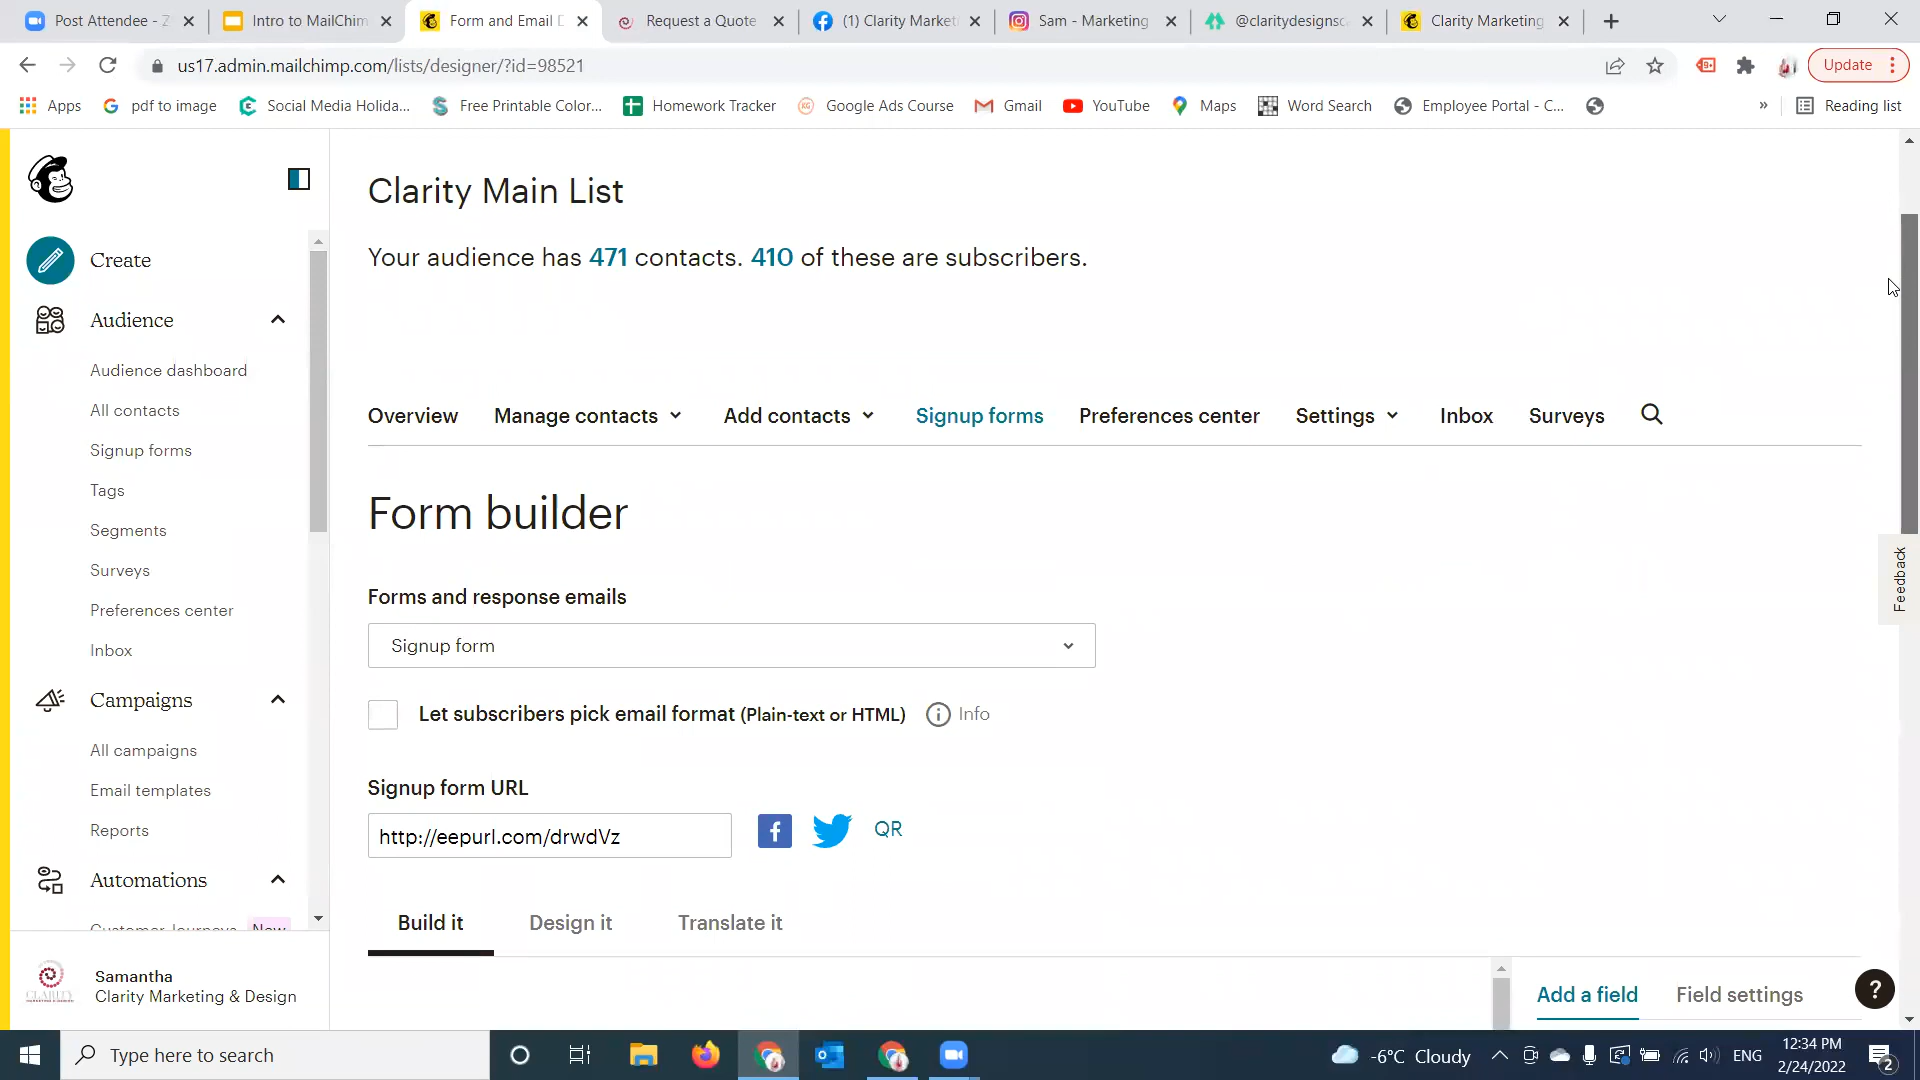 Post Attendee - Z
Intro to MailChim
Form and Email D
Request a Quote
(1) Clarity Market
Sam - Marketing
@claritydesignsca
Clarity Marketing
us17.admin.mailchimp.com/lists/designer/?id=98521
Update
Apps
pdf to image
Social Media Holida...
Free Printable Color...
Homework Tracker
Google Ads Course
Gmail
YouTube
Maps
Word Search
Employee Portal - C...
»
Reading list
Create
Audience
Audience dashboard
All contacts
Signup forms
Tags
Segments
Surveys
Preferences center
Inbox
Campaigns
All campaigns
Email templates
Reports
Automations
Customer Journeys New
Samantha
Clarity Marketing & Design
Clarity Main List
Your audience has 471 contacts. 410 of these are subscribers.
Overview
Manage contacts
Add contacts
Signup forms
Preferences center
Settings
Inbox
Surveys
Form builder
Forms and response emails
Signup form
Let subscribers pick email format (Plain-text or HTML)
Info
Signup form URL
http://eepurl.com/drwdVz
QR
Build it
Design it
Translate it
Add a field
Field settings
?
Feedback
Type here to search
-6°C Cloudy
ENG
12:34 PM
2/24/2022
2